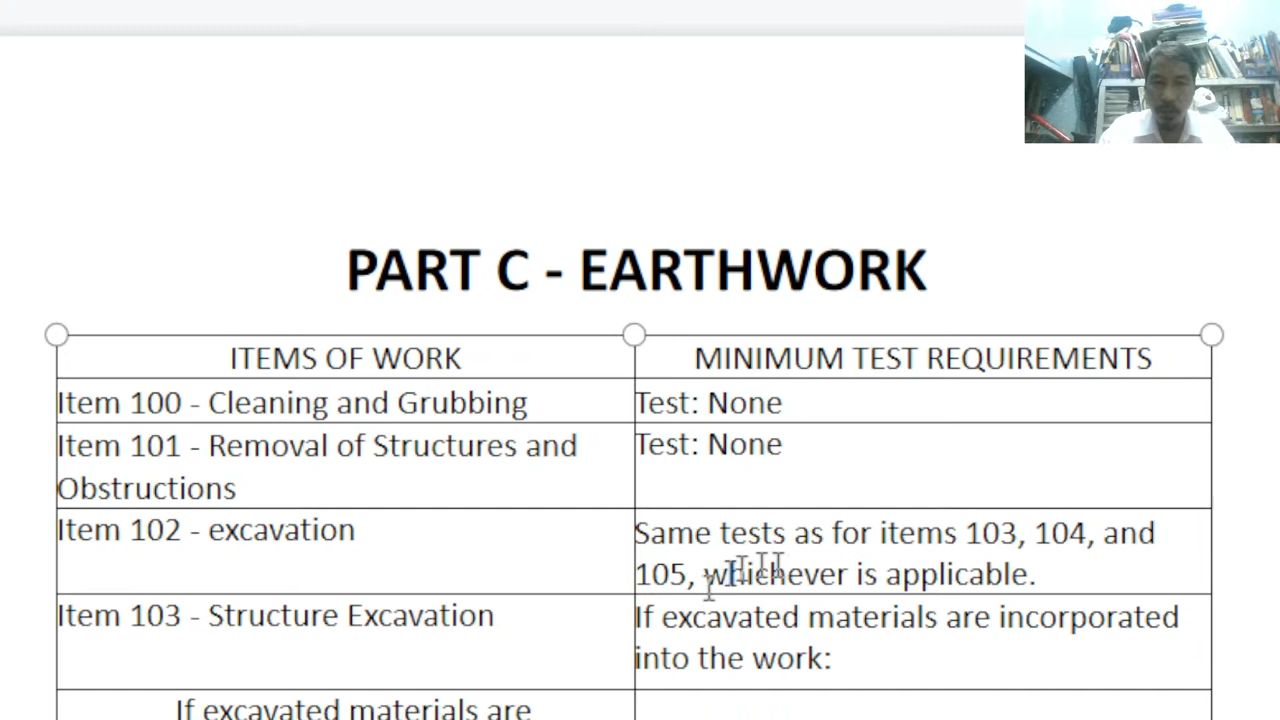 PART C - EARTHWORK
ITEMS OF WORK
MINIMUM TEST REQUIREMENTS
Item 100 - Cleaning and Grubbing
Test: None
Item 101 - Removal of Structures and
Obstructions
Test: None
Item 102 - excavation
Same tests as for items 103, 104, and
105, whichever is applicable.
Item 103 - Structure Excavation
If excavated materials are incorporated
into the work:
If excavated materials are